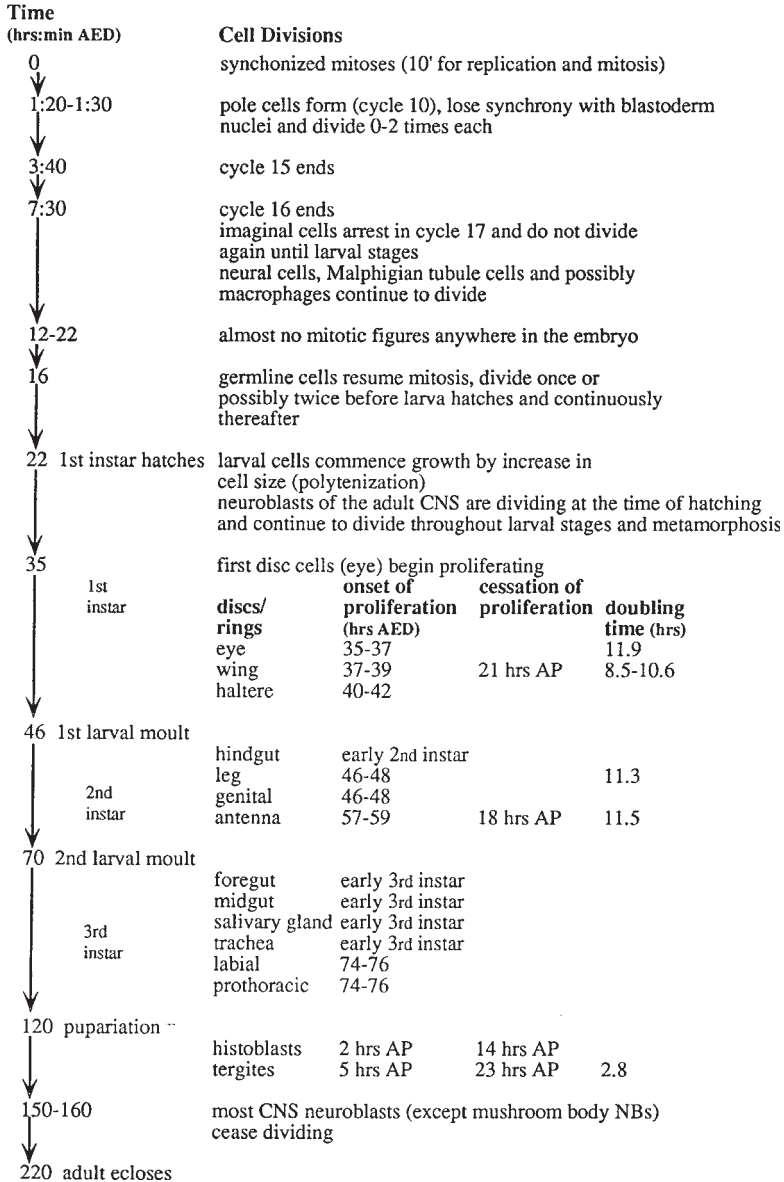 Time
(hrs:min AED) Cell Divisions
0 synchonized mitoses (10' for replication and mitosis)
1:20-1:30 pole cells form (cycle 10), lose synchrony with blastoderm
nuclei and divide 0-2 times each
3:40 cycle 15 ends
7:30 cycle 16 ends
imaginal cells arrest in cycle 17 and do not divide
again until larval stages
neural cells, Malphigian tubule cells and possibly
macrophages continue to divide
12-22 almost no mitotic figures anywhere in the embryo
16 germline cells resume mitosis, divide once or
possibly twice before larva hatches and continuously
thereafter
22 1st instar hatches larval cells commence growth by increase in
cell size (polytenization)
neuroblasts of the adult CNS are dividing at the time of hatching
and continue to divide throughout larval stages and metamorphosis
35 first disc cells (eye) begin proliferating
1st onset of cessation of
instar discs/ proliferation proliferation doubling
rings (hrs AED) time (hrs)
eye 35-37 11.9
wing 37-39 21 hrs AP 8.5-10.6
haltere 40-42
46 1st larval moult
hindgut early 2nd instar
leg 46-48 11.3
2nd genital 46-48
instar antenna 57-59 18 hrs AP 11.5
70 2nd larval moult
foregut early 3rd instar
midgut early 3rd instar
salivary gland early 3rd instar
3rd trachea early 3rd instar
instar labial 74-76
prothoracic 74-76
120 pupariation
histoblasts 2 hrs AP 14 hrs AP
tergites 5 hrs AP 23 hrs AP 2.8
150-160 most CNS neuroblasts (except mushroom body NBs)
cease dividing
220 adult ecloses